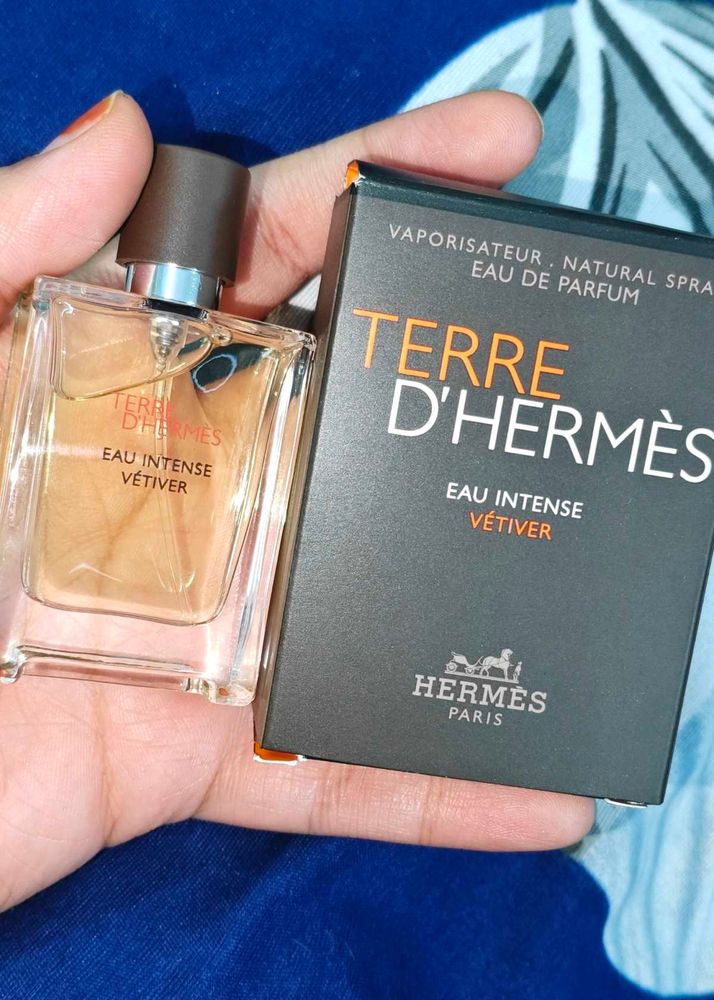 TERRE
D'HERMÈS
EAU INTENSE
VÉTIVER
VAPORISATEUR . NATURAL SPRA
EAU DE PARFUM
TERRE
D'HERMÈS
EAU INTENSE
VÉTIVER
HERMÈS
PARIS